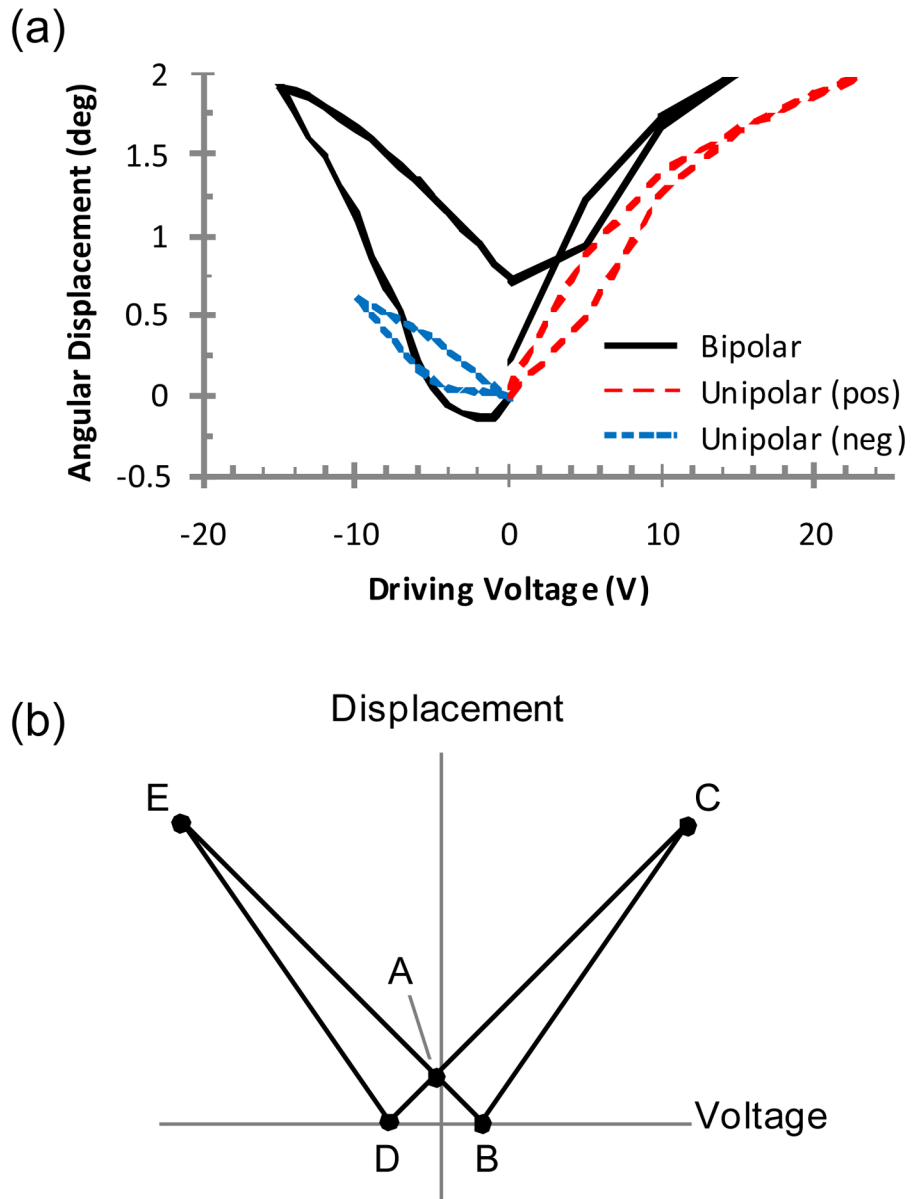 (a)
Angular Displacement (deg)
2
1.5
1
0.5
0
-0.5
-20
-10
0
10
20
Driving Voltage (V)
Bipolar
Unipolar (pos)
Unipolar (neg)
(b)
Displacement
E
C
A
Voltage
D
B